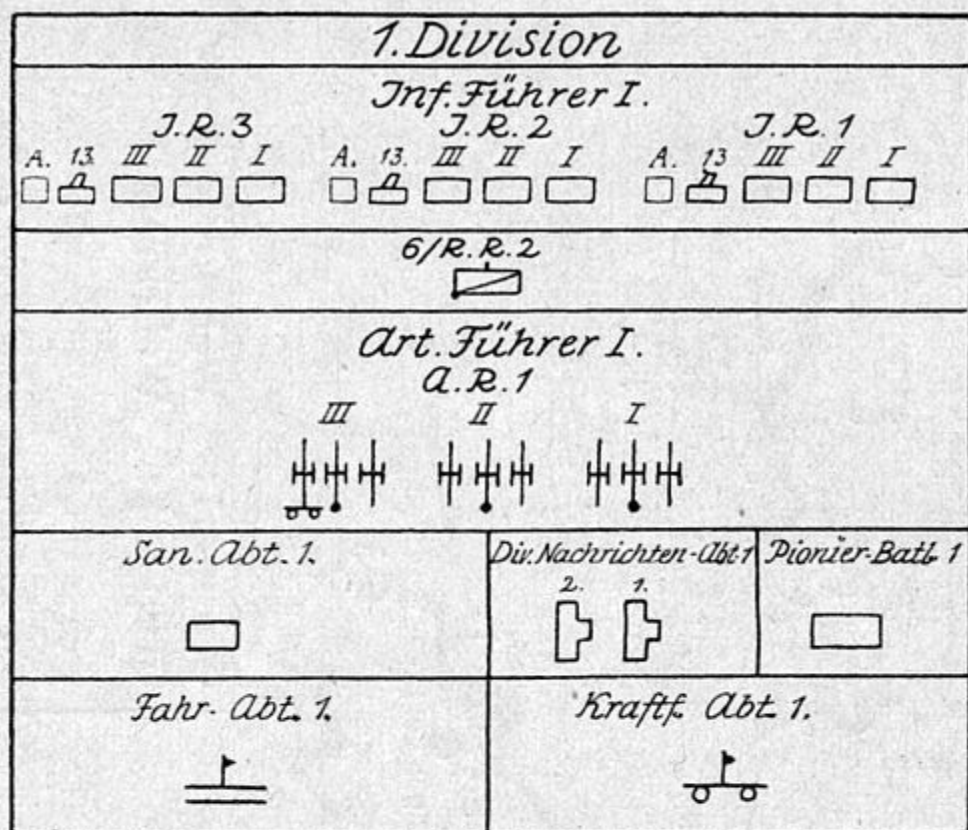 1. Division
Inf. Führer I.
J.R.3 J.R.2 J.R.1
A. 13. III II I A. 13. III II I A. 13 III II I
6/R.R.2
Art. Führer I.
A.R.1
III II I
San. Abt. 1.
Div. Nachrichten-Abt. 1
2. 1.
Pionier-Batl. 1
Fahr- Abt. 1.
Kraftf. Abt. 1.